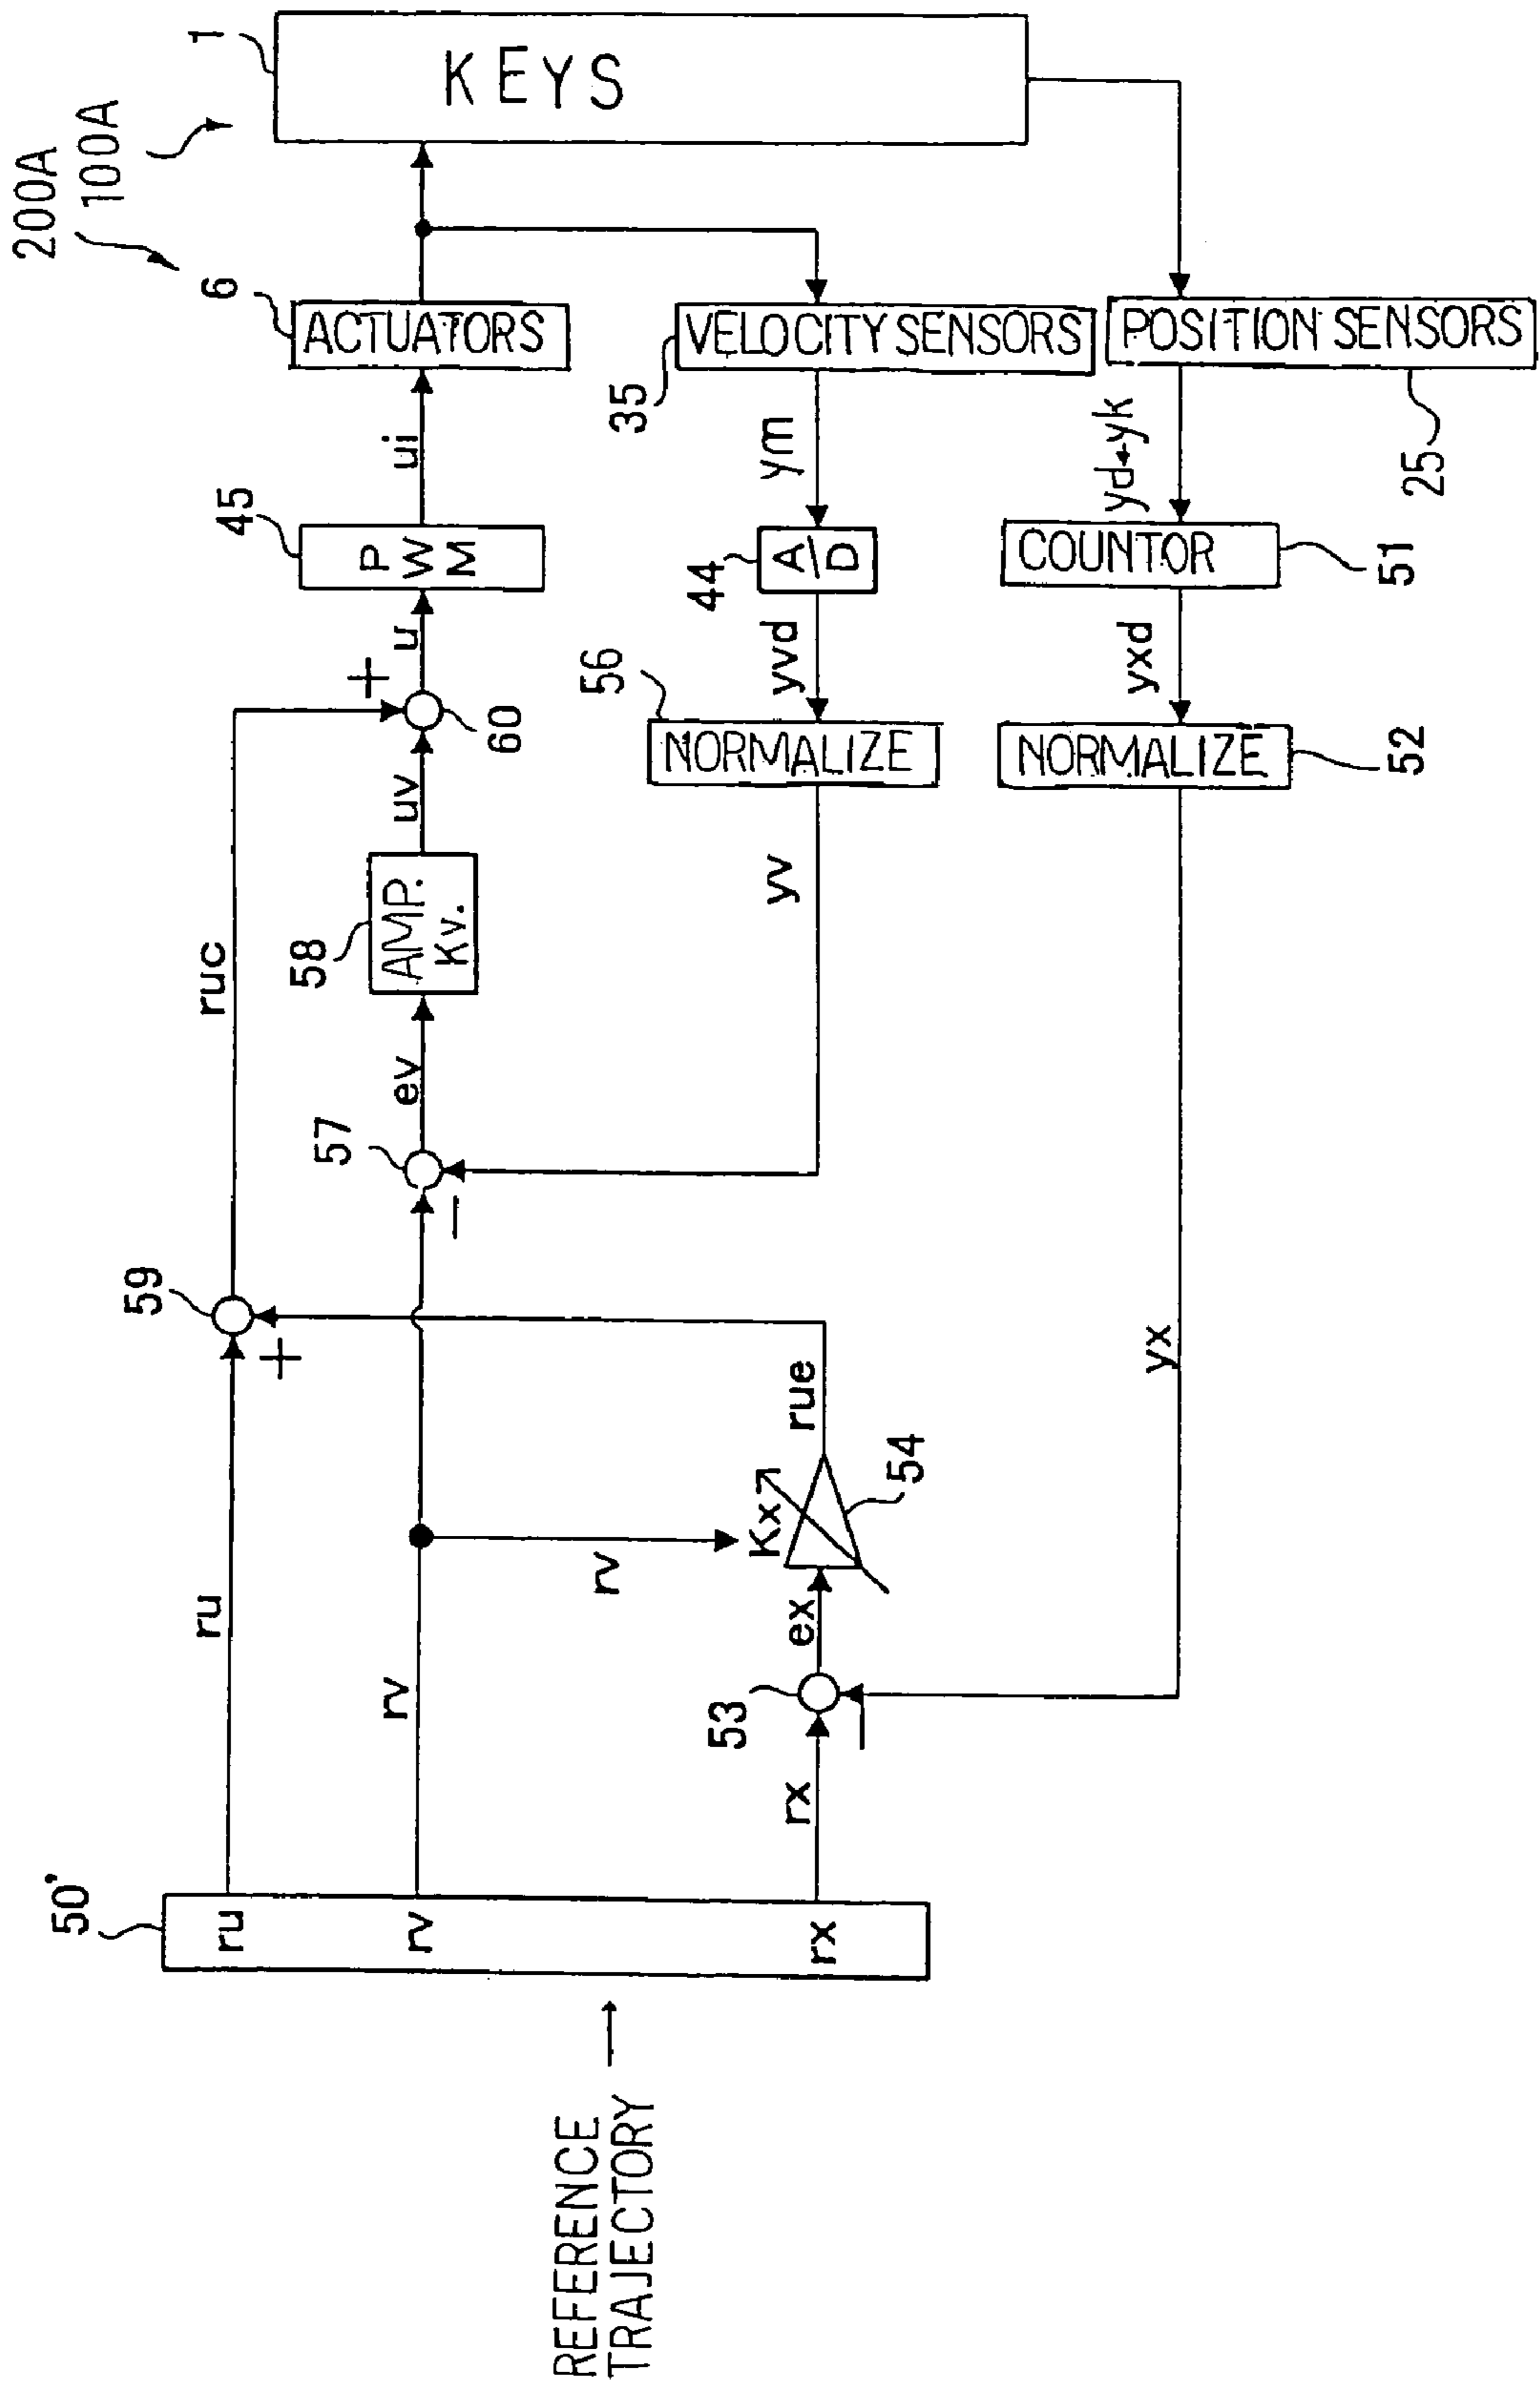 200A
100A
1
KEYS
6
ACTUATORS
35
VELOCITY SENSORS
POSITION SENSORS
25
ui
ym
yd←yk
45
P
W
M
44
A/D
COUNTOR
51
u
+
60
yvd
yxd
56
NORMALIZE
NORMALIZE
52
uv
yv
ruc
58
AMP.
Kv.
ev
57
−
59
+
rue
yx
54
Kx
rv
ru
rv
ex
53
−
rx
50'
ru
rv
rx
REFERENCE →
TRAJECTORY